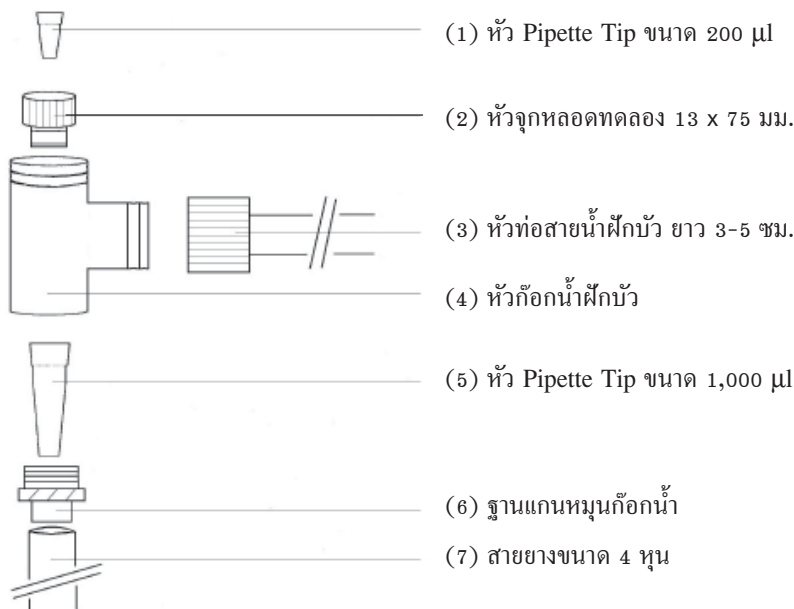 (1) หัว Pipette Tip ขนาด 200 µl
(2) หัวจุกหลอดทดลอง 13 x 75 มม.
(3) หัวท่อสายน้ำฝักบัว ยาว 3-5 ซม.
(4) หัวก๊อกน้ำฝักบัว
(5) หัว Pipette Tip ขนาด 1,000 µl
(6) ฐานแกนหมุนก๊อกน้ำ
(7) สายยางขนาด 4 หุน